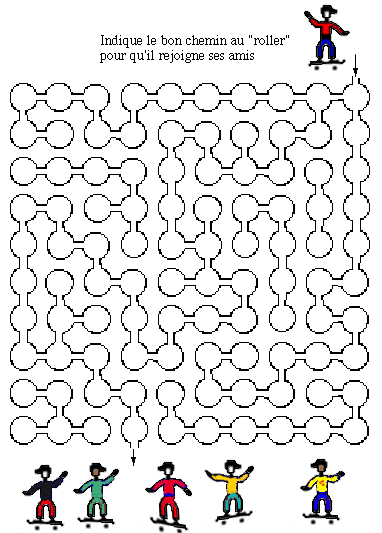 Indique le bon chemin au "roller"
pour qu'il rejoigne ses amis